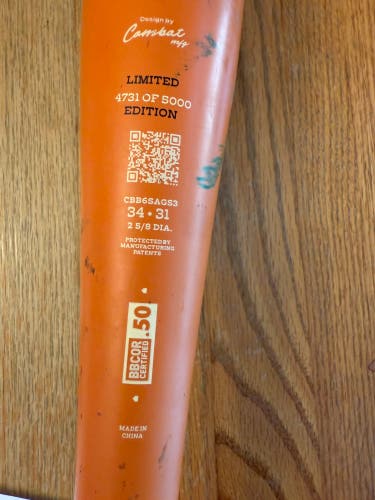 Design by
Combat
mfg
LIMITED
4731 OF 5000
EDITION
CBB6SAGS3
34 • 31
2 5/8 DIA.
PROTECTED BY
MANUFACTURING
PATENTS
BBCOR
CERTIFIED
.50
MADE IN
CHINA